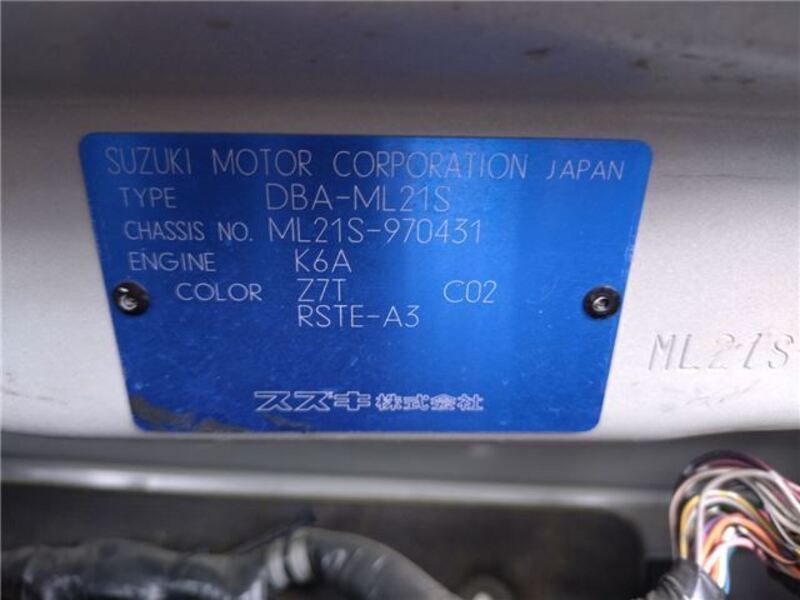 SUZUKI MOTOR CORPORATION JAPAN
TYPE DBA-ML21S
CHASSIS NO. ML21S-970431
ENGINE K6A
COLOR Z7T C02
RSTE-A3
スズキ株式会社
ML21S